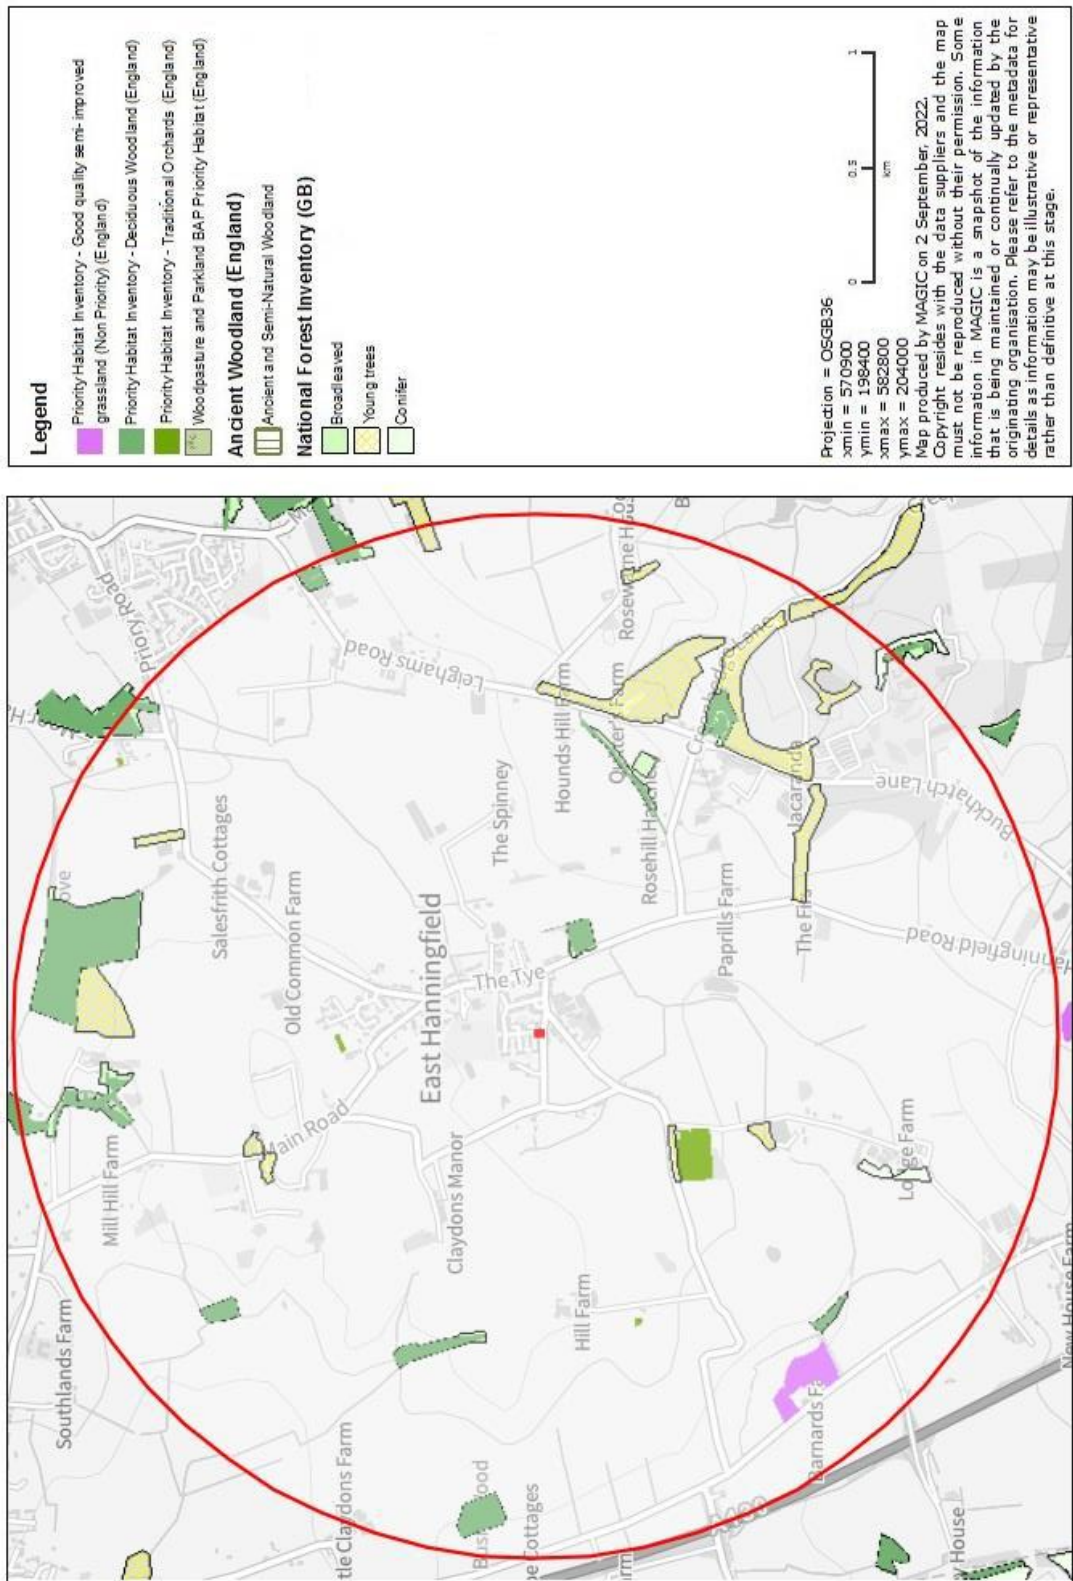 Legend
Priority Habitat Inventory - Good quality semi-improved
grassland (Non Priority) (England)
Priority Habitat Inventory - Deciduous Woodland (England)
Priority Habitat Inventory - Traditional Orchards (England)
Woodpasture and Parkland BAP Priority Habitat (England)
Ancient Woodland (England)
Ancient and Semi-Natural Woodland
National Forest Inventory (GB)
Broadleaved
Young trees
Conifer
Projection = OSGB36
xmin = 570900
ymin = 198400
xmax = 582800
ymax = 204000
0
0.5
1
km
Map produced by MAGIC on 2 September, 2022.
Copyright resides with the data suppliers and the map
must not be reproduced without their permission. Some
information in MAGIC is a snapshot of the information
that is being maintained or continually updated by the
originating organisation. Please refer to the metadata for
details as information may be illustrative or representative
rather than definitive at this stage.
Southlands Farm
Mill Hill Farm
Priory Road
Salesfrith Cottages
Old Common Farm
Main Road
Leighams Road
East Hanningfield
Claydons Manor
The Tye
The Spinney
Hounds Hill Farm
Hill Farm
Paprills Farm
Buckhatch Lane
Hanningfield Road
Jacaranda
New House Farm
House
Cottages